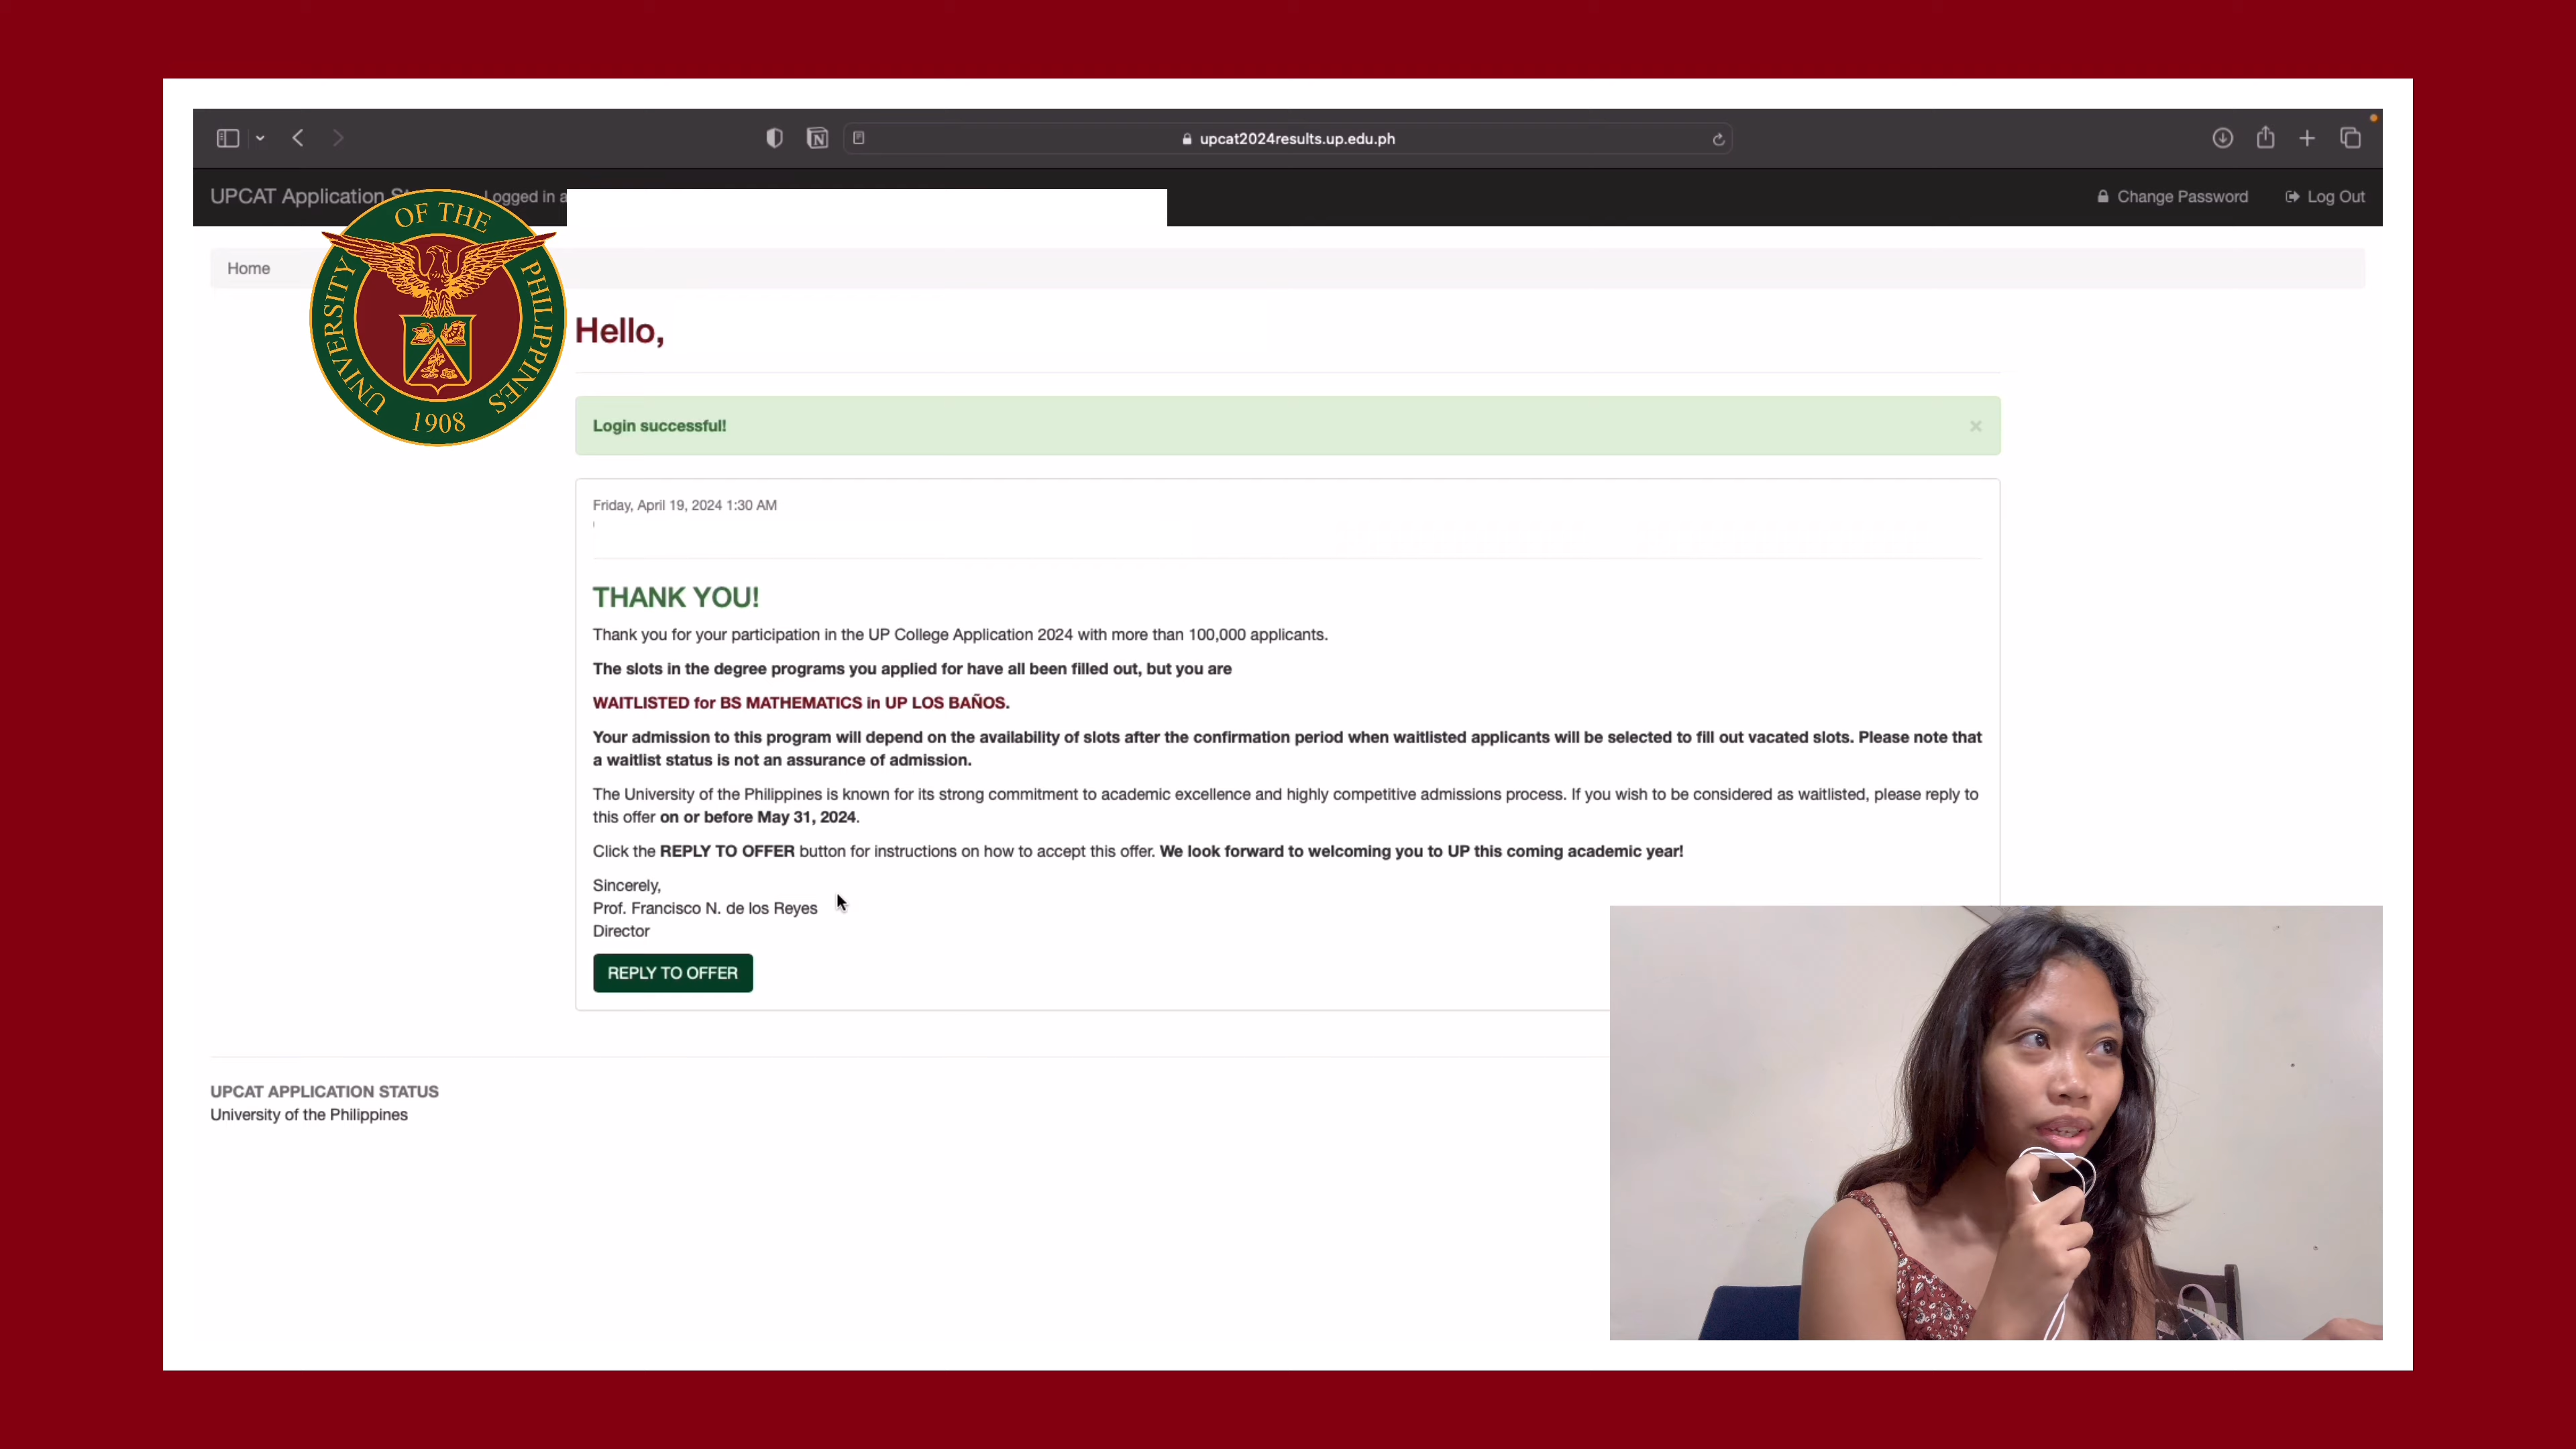 upcat2024results.up.edu.ph
UPCAT Application
Logged in a
Change Password
Log Out
UNIVERSITY OF THE PHILIPPINES
1908
Home
Hello,
Login successful!
×
Friday, April 19, 2024 1:30 AM
THANK YOU!
Thank you for your participation in the UP College Application 2024 with more than 100,000 applicants.
The slots in the degree programs you applied for have all been filled out, but you are
WAITLISTED for BS MATHEMATICS in UP LOS BAÑOS.
Your admission to this program will depend on the availability of slots after the confirmation period when waitlisted applicants will be selected to fill out vacated slots. Please note that
a waitlist status is not an assurance of admission.
The University of the Philippines is known for its strong commitment to academic excellence and highly competitive admissions process. If you wish to be considered as waitlisted, please reply to
this offer on or before May 31, 2024.
Click the REPLY TO OFFER button for instructions on how to accept this offer. We look forward to welcoming you to UP this coming academic year!
Sincerely,
Prof. Francisco N. de los Reyes
Director
REPLY TO OFFER
UPCAT APPLICATION STATUS
University of the Philippines